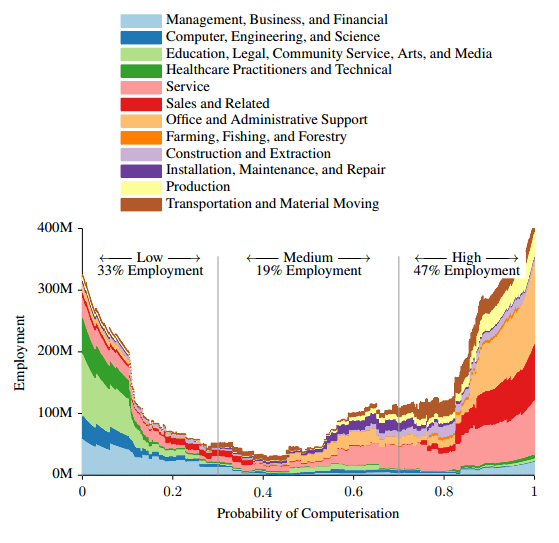 Management, Business, and Financial
Computer, Engineering, and Science
Education, Legal, Community Service, Arts, and Media
Healthcare Practitioners and Technical
Service
Sales and Related
Office and Administrative Support
Farming, Fishing, and Forestry
Construction and Extraction
Installation, Maintenance, and Repair
Production
Transportation and Material Moving
400M
← Low →
33% Employment
← Medium →
19% Employment
← High →
47% Employment
300M
200M
100M
0M
Employment
0 0.2 0.4 0.6 0.8 1
Probability of Computerisation